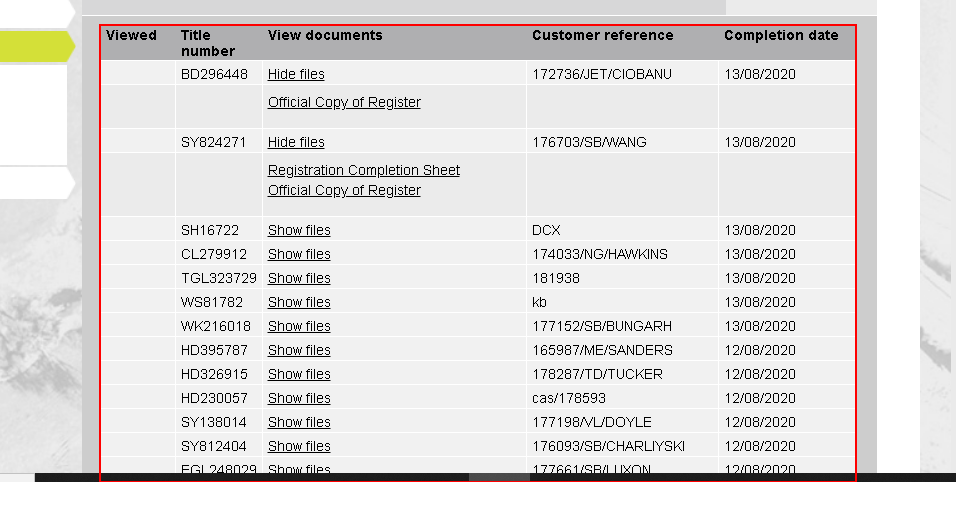 Viewed Title number View documents Customer reference Completion date
BD296448 Hide files 172736/JET/CIOBANU 13/08/2020
Official Copy of Register
SY824271 Hide files 176703/SB/WANG 13/08/2020
Registration Completion Sheet
Official Copy of Register
SH16722 Show files DCX 13/08/2020
CL279912 Show files 174033/NG/HAWKINS 13/08/2020
TGL323729 Show files 181938 13/08/2020
WS81782 Show files kb 13/08/2020
WK216018 Show files 177152/SB/BUNGARH 13/08/2020
HD395787 Show files 165987/ME/SANDERS 12/08/2020
HD326915 Show files 178287/TD/TUCKER 12/08/2020
HD230057 Show files cas/178593 12/08/2020
SY138014 Show files 177198/VL/DOYLE 12/08/2020
SY812404 Show files 176093/SB/CHARLIYSKI 12/08/2020
EGL248029 Show files 177661/SB/LUXON 12/08/2020